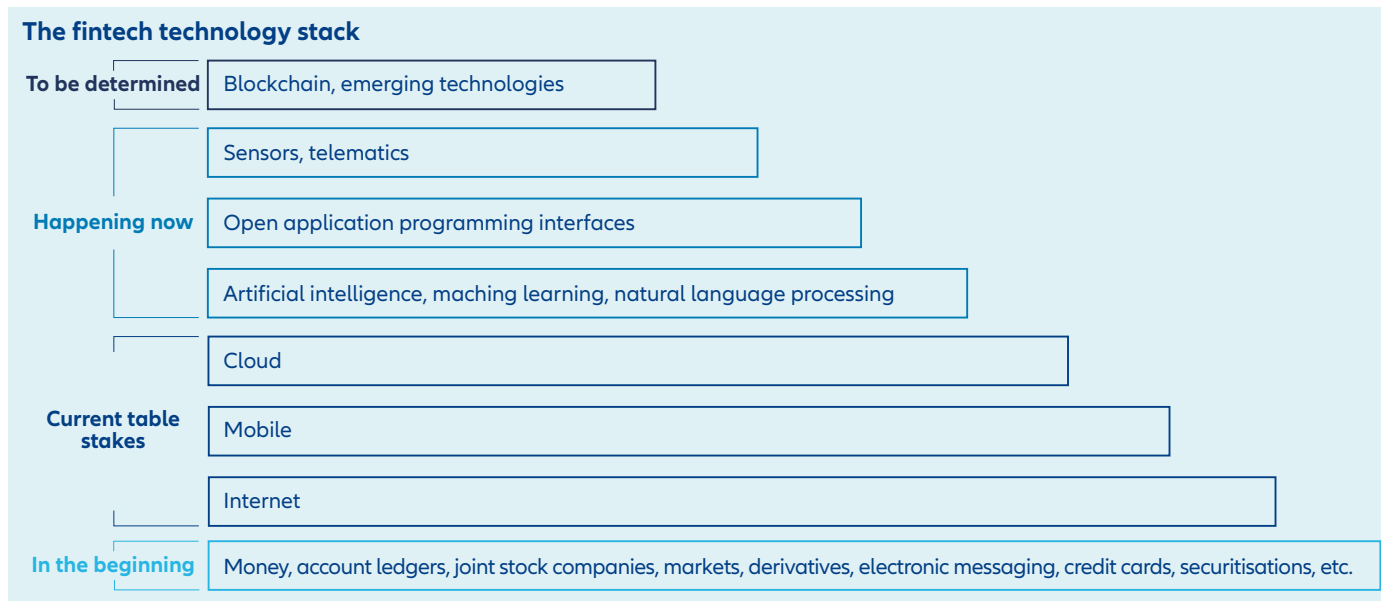 The fintech technology stack
To be determined
Blockchain, emerging technologies
Sensors, telematics
Happening now
Open application programming interfaces
Artificial intelligence, maching learning, natural language processing
Cloud
Current table
stakes
Mobile
Internet
In the beginning
Money, account ledgers, joint stock companies, markets, derivatives, electronic messaging, credit cards, securitisations, etc.